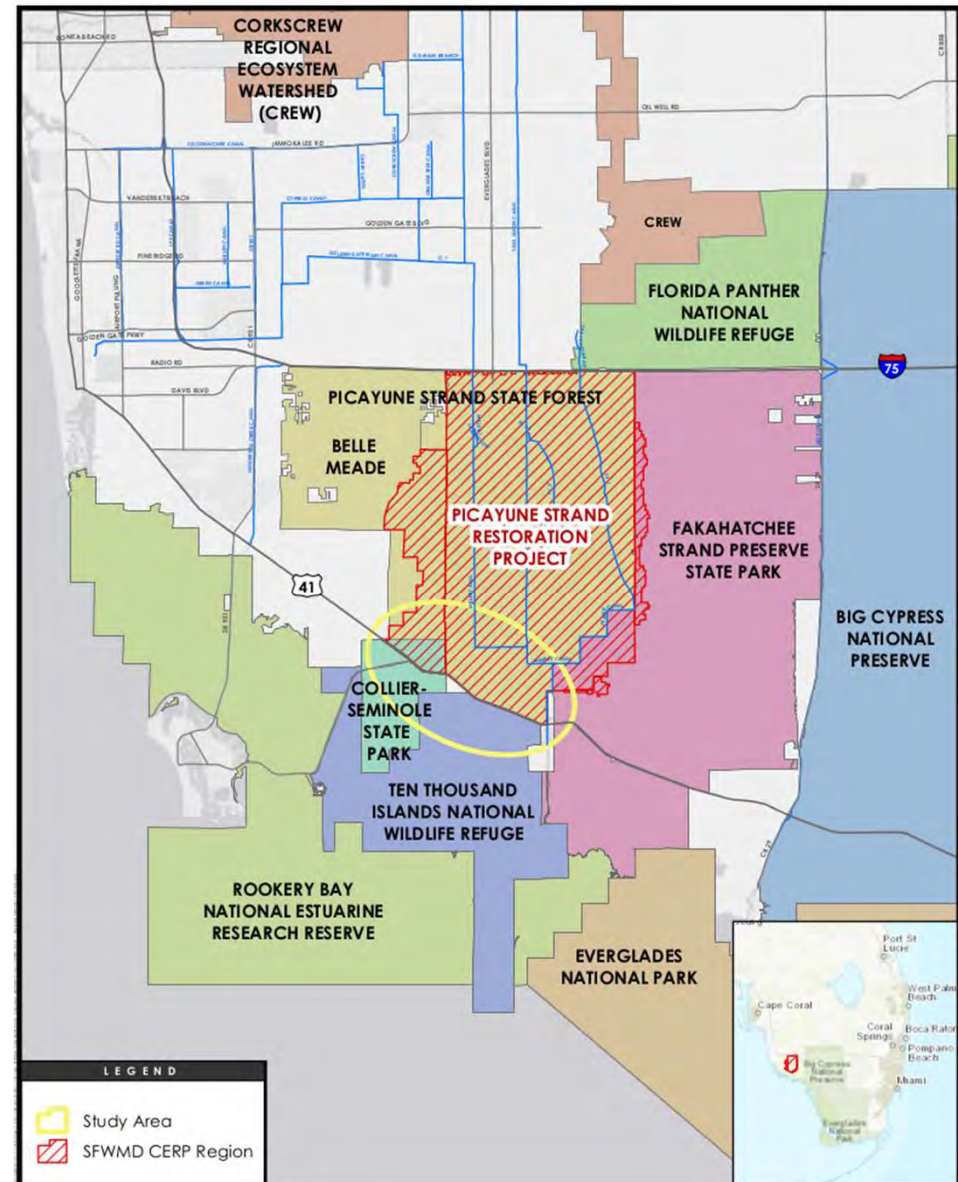 CORKSCREW
REGIONAL
ECOSYSTEM
WATERSHED
(CREW)
OIL WELL RD
IMMOKALEE RD
EVERGLADES BLVD
VANDERBILT BEACH
GOLDEN GATE BLVD
CREW
FLORIDA PANTHER
NATIONAL
WILDLIFE REFUGE
GOLDEN GATE PKWY
RADIO RD
DAVIS BLVD
75
PICAYUNE STRAND STATE FOREST
BELLE
MEADE
PICAYUNE STRAND
RESTORATION
PROJECT
FAKAHATCHEE
STRAND PRESERVE
STATE PARK
41
BIG CYPRESS
NATIONAL
PRESERVE
COLLIER-
SEMINOLE
STATE
PARK
TEN THOUSAND
ISLANDS NATIONAL
WILDLIFE REFUGE
ROOKERY BAY
NATIONAL ESTUARINE
RESEARCH RESERVE
EVERGLADES
NATIONAL PARK
Port St
Lucie
West Palm
Beach
Cape Coral
Coral
Springs
Boca Raton
Pompano
Beach
Big Cypress
National
Preserve
Miami
Everglades
National
Park
LEGEND
Study Area
SFWMD CERP Region